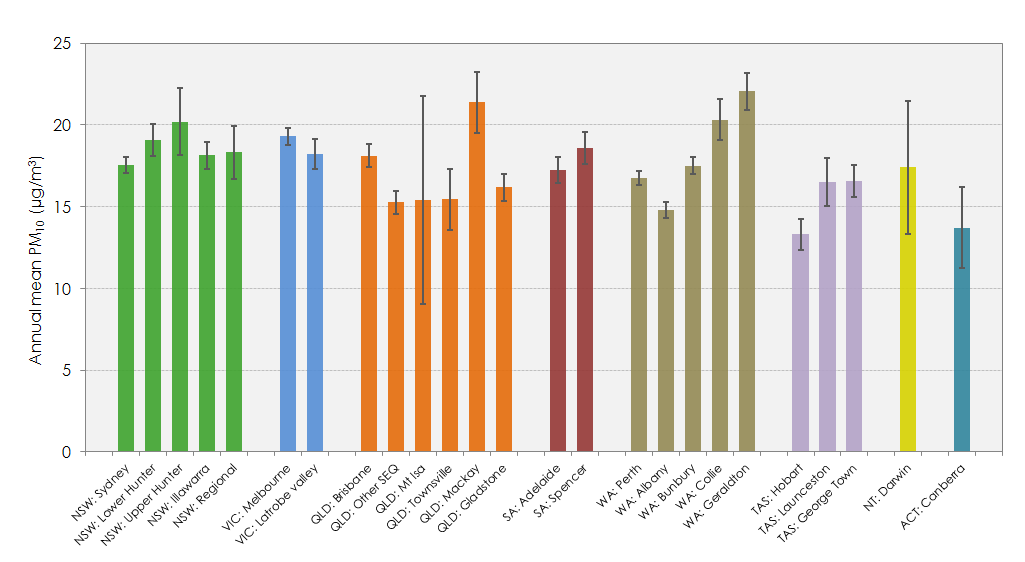 25
20
15
10
5
0
Annual mean PM10 (µg/m³)
NSW: Sydney
NSW: Lower Hunter
NSW: Upper Hunter
NSW: Illawarra
NSW: Regional
VIC: Melbourne
VIC: Latrobe valley
QLD: Brisbane
QLD: Other SEQ
QLD: Mt Isa
QLD: Townsville
QLD: Mackay
QLD: Gladstone
SA: Adelaide
SA: Spencer
WA: Perth
WA: Albany
WA: Bunbury
WA: Collie
WA: Geraldton
TAS: Hobart
TAS: Launceston
TAS: George Town
NT: Darwin
ACT: Canberra